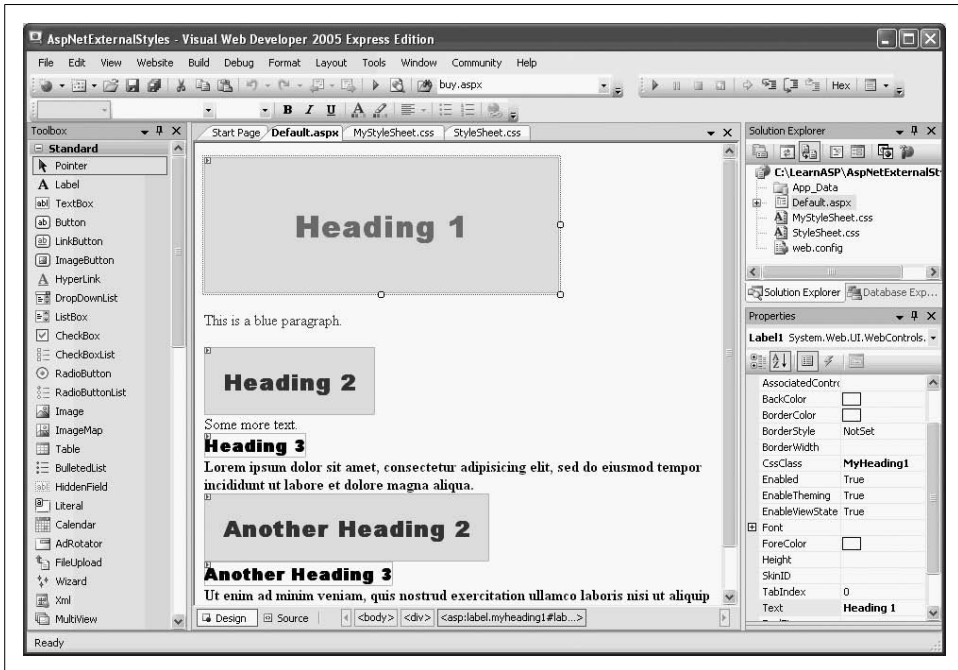 AspNetExternalStyles - Visual Web Developer 2005 Express Edition
File Edit View Website Build Debug Format Layout Tools Window Community Help
buy.aspx Hex
B I U A
Toolbox
Standard
Pointer
A Label
abl TextBox
ab Button
ab LinkButton
ImageButton
A HyperLink
DropDownList
ListBox
CheckBox
CheckBoxList
RadioButton
RadioButtonList
Image
ImageMap
Table
BulletedList
abl HiddenField
Literal
Calendar
AdRotator
FileUpload
Wizard
Xml
MultiView
Start Page Default.aspx MyStyleSheet.css StyleSheet.css
Heading 1
This is a blue paragraph.
Heading 2
Some more text.
Heading 3
Lorem ipsum dolor sit amet, consectetur adipisicing elit, sed do eiusmod tempor
incididunt ut labore et dolore magna aliqua.
Another Heading 2
Another Heading 3
Ut enim ad minim veniam, quis nostrud exercitation ullamco laboris nisi ut aliquip
Design Source <body> <div> <asp:label.myheading1#lab...>
Solution Explorer
C:\LearnASP\AspNetExternalSt
App_Data
Default.aspx
MyStyleSheet.css
StyleSheet.css
web.config
Solution Explorer Database Exp...
Properties
Label1 System.Web.UI.WebControls.
AssociatedContr
BackColor
BorderColor
BorderStyle NotSet
BorderWidth
CssClass MyHeading1
Enabled True
EnableTheming True
EnableViewState True
Font
ForeColor
Height
SkinID
TabIndex 0
Text Heading 1
Ready